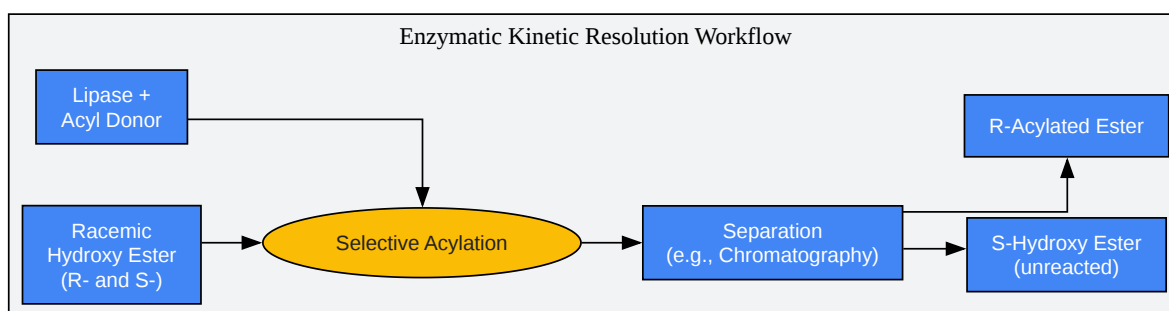 Enzymatic Kinetic Resolution Workflow
Lipase +
Acyl Donor
R-Acylated Ester
Racemic
Hydroxy Ester
(R- and S-)
Selective Acylation
Separation
(e.g., Chromatography)
S-Hydroxy Ester
(unreacted)